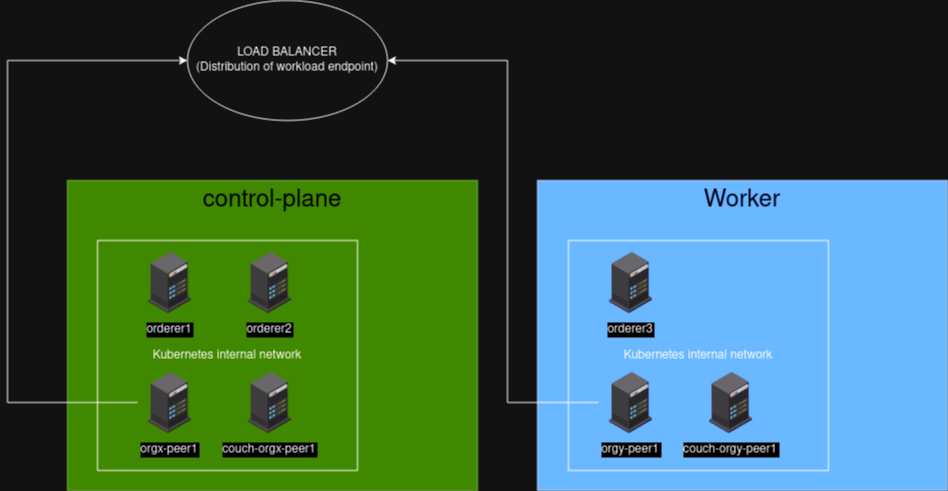 LOAD BALANCER
(Distribution of workload endpoint)
control-plane
Worker
orderer1
orderer2
orderer3
Kubernetes internal network
Kubernetes internal network
orgx-peer1
couch-orgx-peer1
orgy-peer1
couch-orgy-peer1